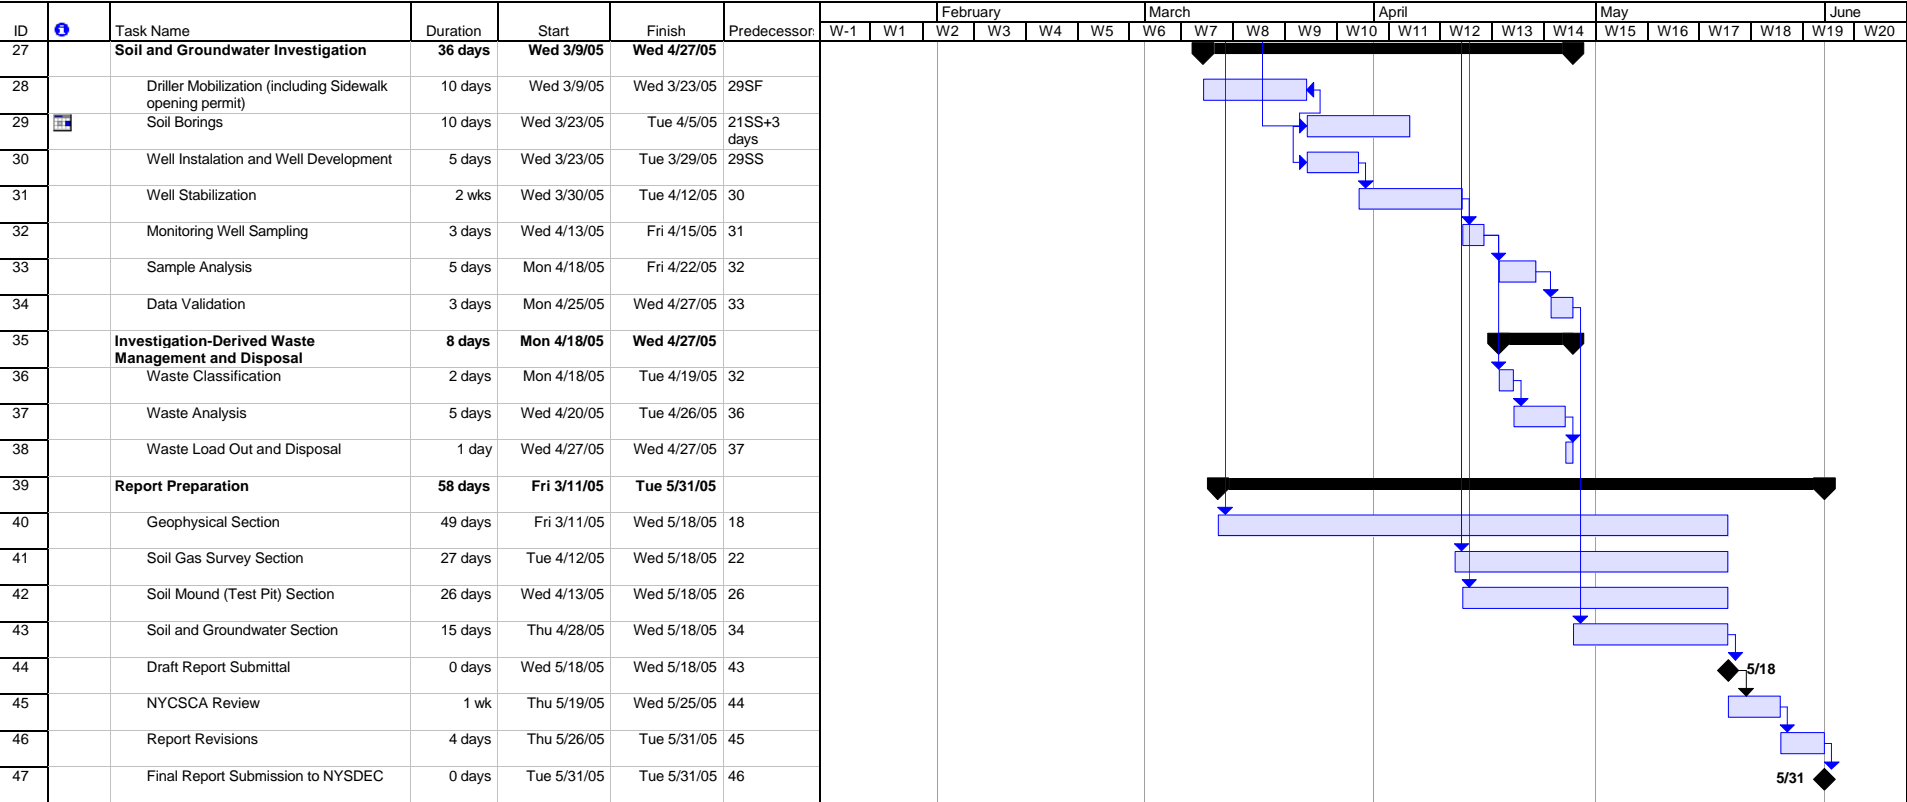 February March April May June
ID Task Name Duration Start Finish Predecessors W-1 W1 W2 W3 W4 W5 W6 W7 W8 W9 W10 W11 W12 W13 W14 W15 W16 W17 W18 W19 W20
27 Soil and Groundwater Investigation 36 days Wed 3/9/05 Wed 4/27/05
28 Driller Mobilization (including Sidewalk 10 days Wed 3/9/05 Wed 3/23/05 29SF
opening permit)
29 Soil Borings 10 days Wed 3/23/05 Tue 4/5/05 21SS+3
days
30 Well Instalation and Well Development 5 days Wed 3/23/05 Tue 3/29/05 29SS
31 Well Stabilization 2 wks Wed 3/30/05 Tue 4/12/05 30
32 Monitoring Well Sampling 3 days Wed 4/13/05 Fri 4/15/05 31
33 Sample Analysis 5 days Mon 4/18/05 Fri 4/22/05 32
34 Data Validation 3 days Mon 4/25/05 Wed 4/27/05 33
35 Investigation-Derived Waste 8 days Mon 4/18/05 Wed 4/27/05
Management and Disposal
36 Waste Classification 2 days Mon 4/18/05 Tue 4/19/05 32
37 Waste Analysis 5 days Wed 4/20/05 Tue 4/26/05 36
38 Waste Load Out and Disposal 1 day Wed 4/27/05 Wed 4/27/05 37
39 Report Preparation 58 days Fri 3/11/05 Tue 5/31/05
40 Geophysical Section 49 days Fri 3/11/05 Wed 5/18/05 18
41 Soil Gas Survey Section 27 days Tue 4/12/05 Wed 5/18/05 22
42 Soil Mound (Test Pit) Section 26 days Wed 4/13/05 Wed 5/18/05 26
43 Soil and Groundwater Section 15 days Thu 4/28/05 Wed 5/18/05 34
44 Draft Report Submittal 0 days Wed 5/18/05 Wed 5/18/05 43 5/18
45 NYCSCA Review 1 wk Thu 5/19/05 Wed 5/25/05 44
46 Report Revisions 4 days Thu 5/26/05 Tue 5/31/05 45
47 Final Report Submission to NYSDEC 0 days Tue 5/31/05 Tue 5/31/05 46 5/31